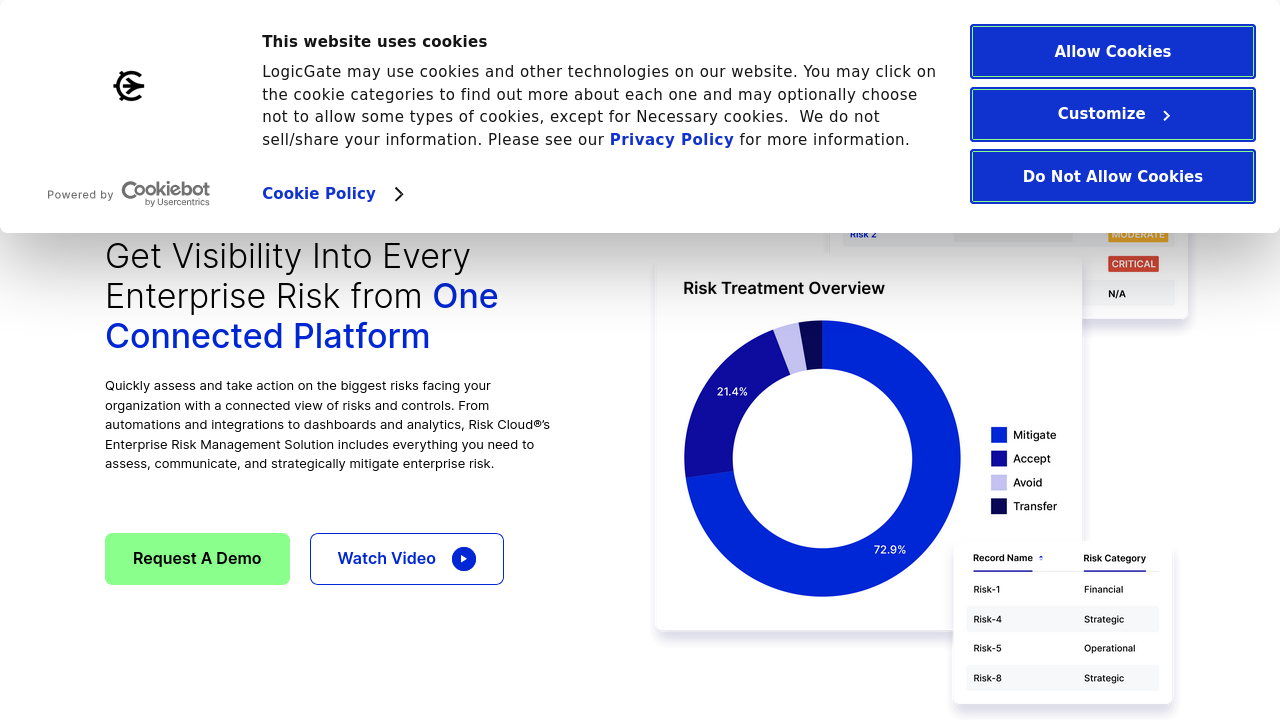 This website uses cookies
LogicGate may use cookies and other technologies on our website. You may click on
the cookie categories to find out more about each one and may optionally choose
not to allow some types of cookies, except for Necessary cookies.  We do not
sell/share your information. Please see our Privacy Policy for more information.
Cookie Policy
Powered by Cookiebot
by Usercentrics
Allow Cookies
Customize
Do Not Allow Cookies
Get Visibility Into Every
Enterprise Risk from One
Connected Platform
Quickly assess and take action on the biggest risks facing your
organization with a connected view of risks and controls. From
automations and integrations to dashboards and analytics, Risk Cloud®'s
Enterprise Risk Management Solution includes everything you need to
assess, communicate, and strategically mitigate enterprise risk.
Request A Demo
Watch Video
Risk 2
MODERATE
CRITICAL
N/A
Risk Treatment Overview
21.4%
72.9%
Mitigate
Accept
Avoid
Transfer
Record Name Risk Category
Risk-1 Financial
Risk-4 Strategic
Risk-5 Operational
Risk-8 Strategic